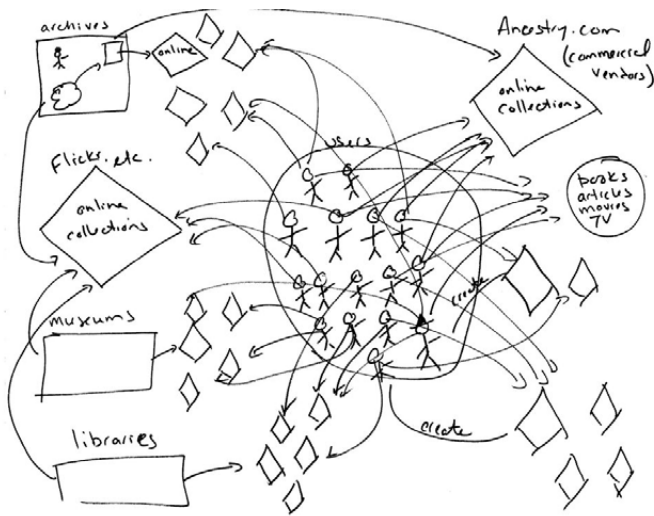 archives
online
Ancestry.com
(commercial
vendors)
online
collections
users
Flickr. etc.
online
collections
books
articles
movies
TV
create
museums
libraries
create